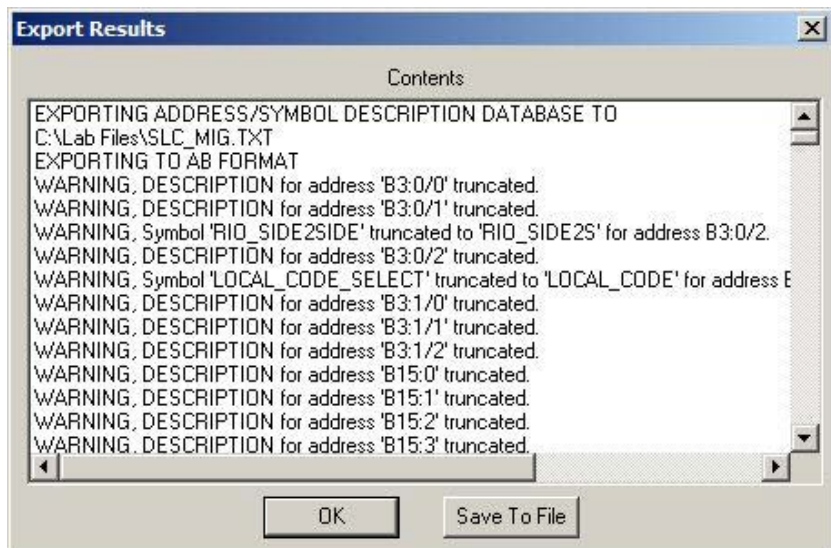 Export Results
Contents
EXPORTING ADDRESS/SYMBOL DESCRIPTION DATABASE TO
C:\Lab Files\SLC_MIG.TXT
EXPORTING TO AB FORMAT
WARNING, DESCRIPTION for address 'B3:0/0' truncated.
WARNING, DESCRIPTION for address 'B3:0/1' truncated.
WARNING, Symbol 'RIO_SIDE2SIDE' truncated to 'RIO_SIDE2S' for address B3:0/2.
WARNING, DESCRIPTION for address 'B3:0/2' truncated.
WARNING, Symbol 'LOCAL_CODE_SELECT' truncated to 'LOCAL_CODE' for address
WARNING, DESCRIPTION for address 'B3:1/0' truncated.
WARNING, DESCRIPTION for address 'B3:1/1' truncated.
WARNING, DESCRIPTION for address 'B3:1/2' truncated.
WARNING, DESCRIPTION for address 'B15:0' truncated.
WARNING, DESCRIPTION for address 'B15:1' truncated.
WARNING, DESCRIPTION for address 'B15:2' truncated.
WARNING, DESCRIPTION for address 'B15:3' truncated.
OK Save To File